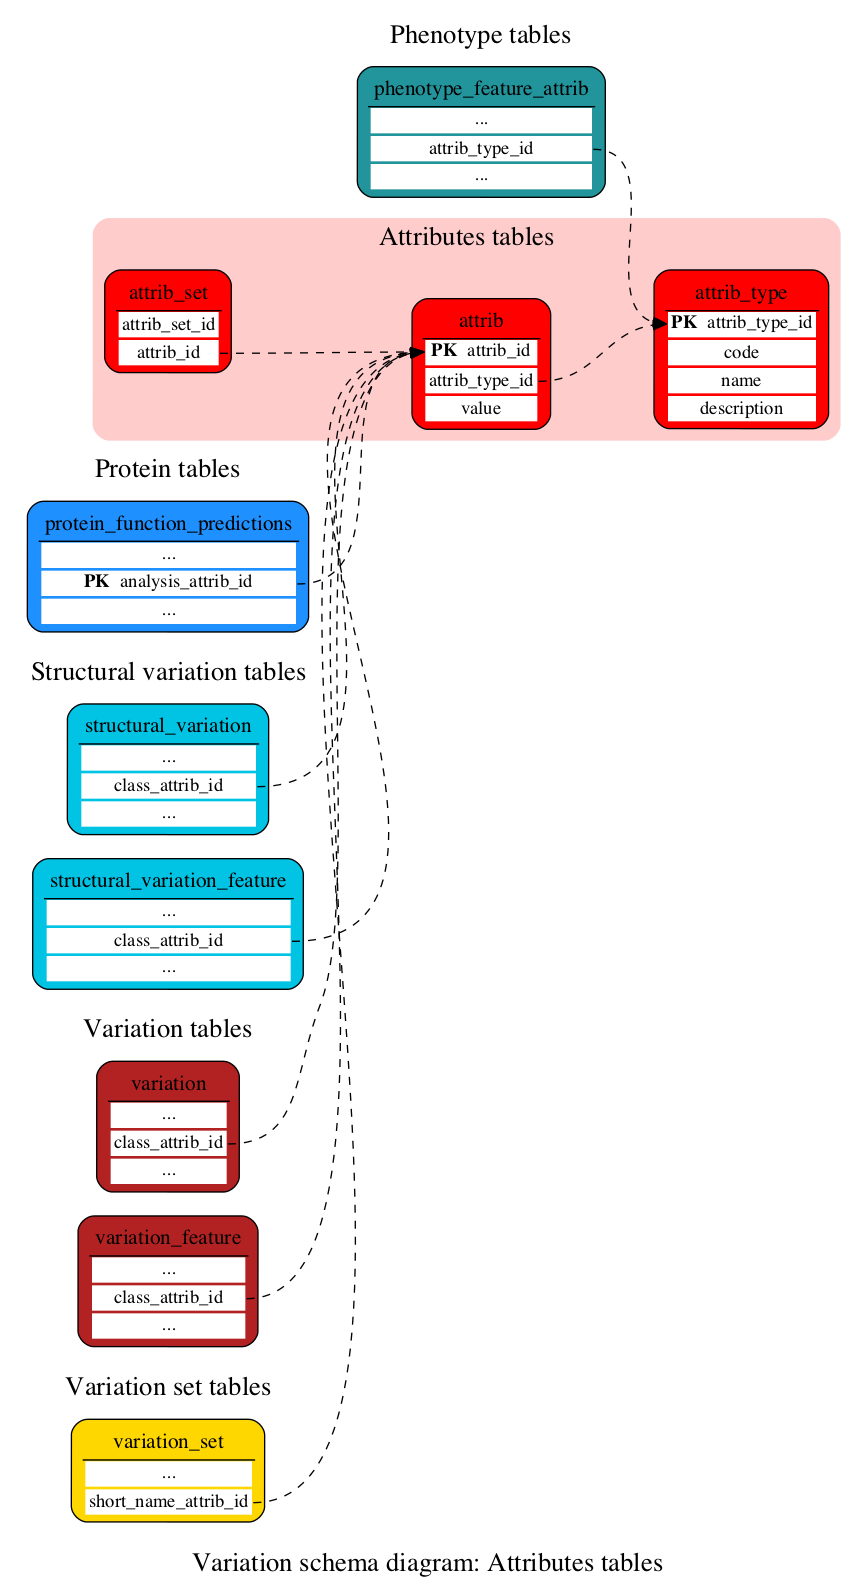 Phenotype tables
phenotype_feature_attrib
...
attrib_type_id
...
Attributes tables
attrib_set
attrib_set_id
attrib_id
attrib
PK attrib_id
attrib_type_id
value
attrib_type
PK attrib_type_id
code
name
description
Protein tables
protein_function_predictions
...
PK analysis_attrib_id
...
Structural variation tables
structural_variation
...
class_attrib_id
...
structural_variation_feature
...
class_attrib_id
...
Variation tables
variation
...
class_attrib_id
...
variation_feature
...
class_attrib_id
...
Variation set tables
variation_set
...
short_name_attrib_id
Variation schema diagram: Attributes tables